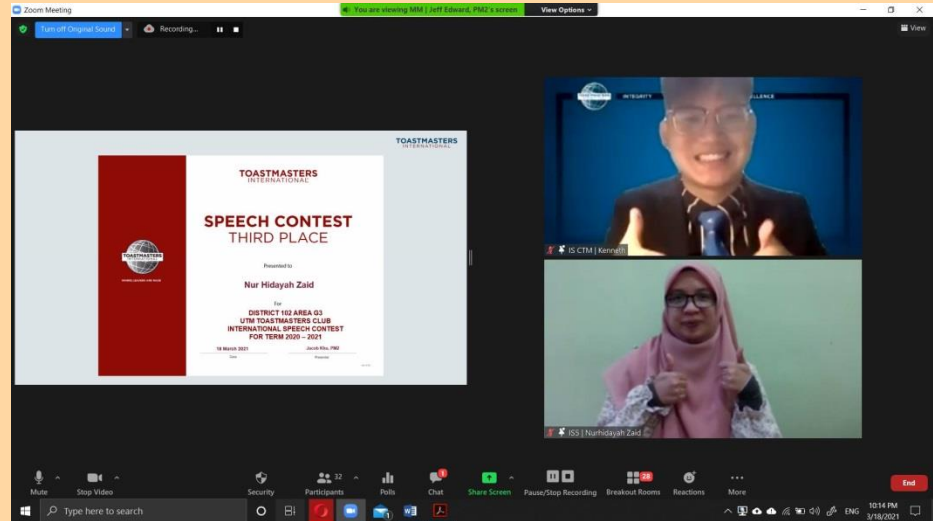 Zoom Meeting
You are viewing MM | Jeff Edward, PM2's screen
View Options
Turn off Original Sound
Recording...
View
TOASTMASTERS
INTERNATIONAL
TOASTMASTERS
INTERNATIONAL
SPEECH CONTEST
THIRD PLACE
Presented to
Nur Hidayah Zaid
For
DISTRICT 102 AREA G3
UTM TOASTMASTERS CLUB
INTERNATIONAL SPEECH CONTEST
FOR TERM 2020 – 2021
18 March 2021
Date
TOASTMASTERS
INTERNATIONAL
INTEGRITY
IS CTM | Kenneth
IS5 | Nurhidayah Zaid
Mute
Stop Video
Security
32
Participants
Polls
1
Chat
Share Screen
Pause/Stop Recording
28
Breakout Rooms
Reactions
More
End
Type here to search
ENG
10:14 PM
3/18/2021